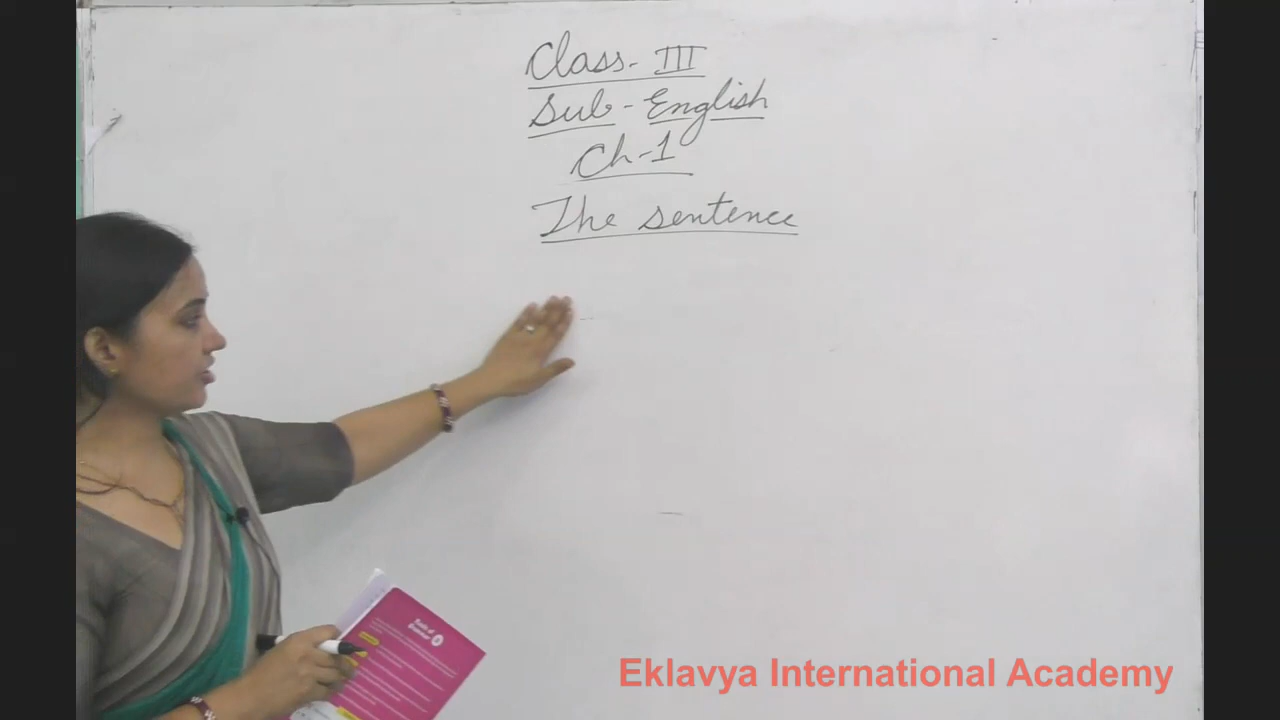 Class- III
Sub - English
Ch-1
The sentence
Eklavya International Academy